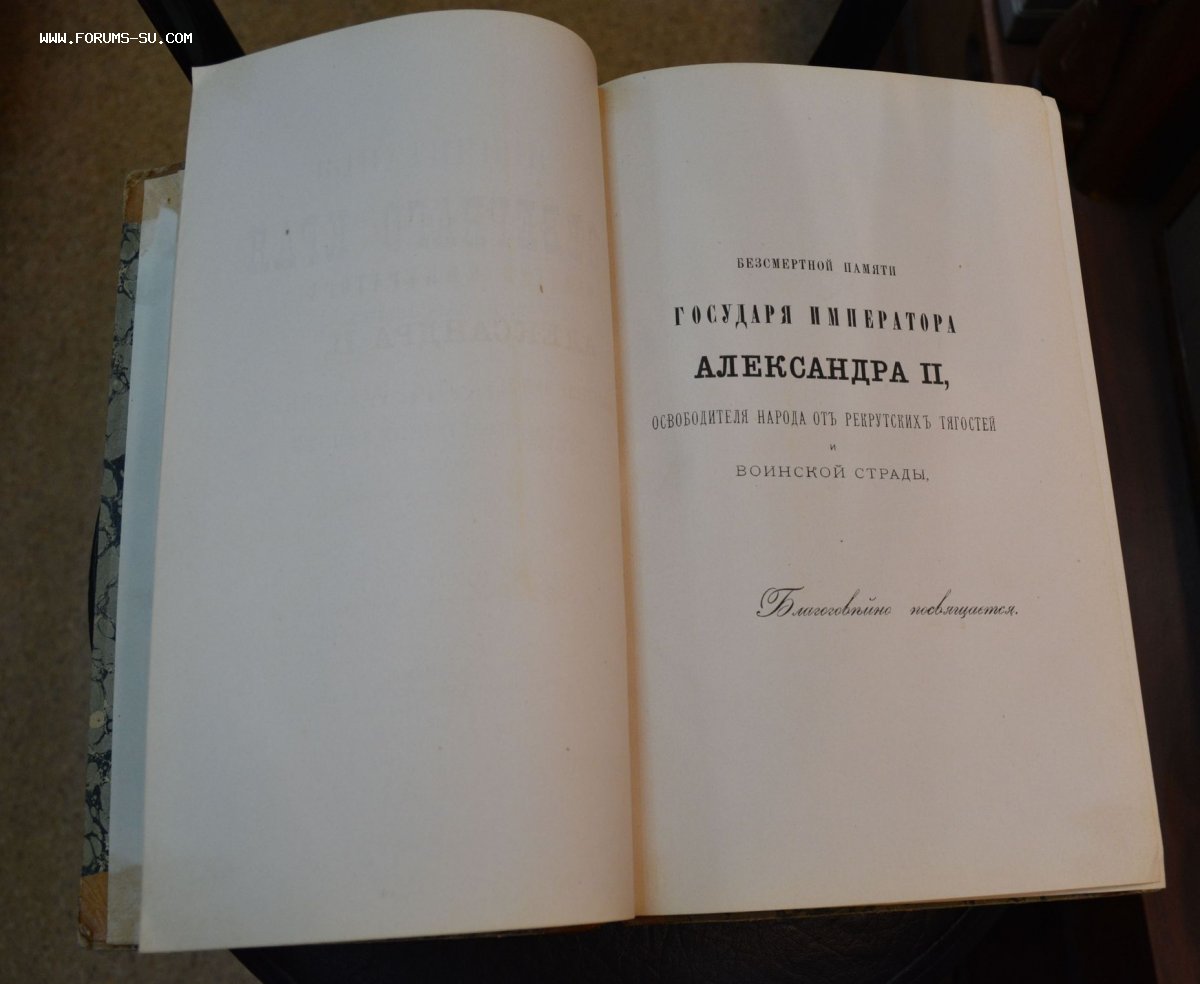 WWW.FORUMS-SU.COM
БЕЗСМЕРТНОЙ ПАМЯТИ
ГОСУДАРЯ ИМПЕРАТОРА
АЛЕКСАНДРА II,
ОСВОБОДИТЕЛЯ НАРОДА ОТЪ РЕКРУТСКИХЪ ТЯГОСТЕЙ
И
ВОИНСКОЙ СТРАДЫ,
Благоговѣйно посвящается.